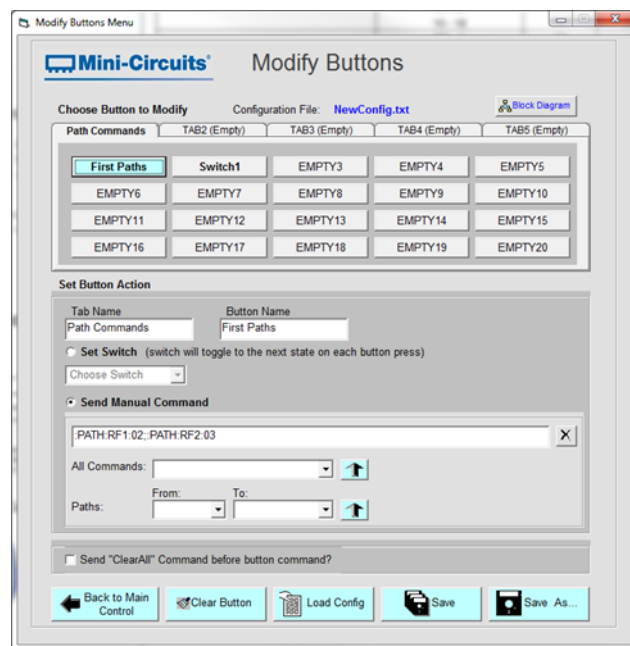 Modify Buttons Menu
Mini-Circuits® Modify Buttons
Choose Button to Modify Configuration File: NewConfig.txt Block Diagram
Path Commands TAB2 (Empty) TAB3 (Empty) TAB4 (Empty) TAB5 (Empty)
First Paths Switch1 EMPTY3 EMPTY4 EMPTY5
EMPTY6 EMPTY7 EMPTY8 EMPTY9 EMPTY10
EMPTY11 EMPTY12 EMPTY13 EMPTY14 EMPTY15
EMPTY16 EMPTY17 EMPTY18 EMPTY19 EMPTY20
Set Button Action
Tab Name Button Name
Path Commands First Paths
Set Switch (switch will toggle to the next state on each button press)
Choose Switch
Send Manual Command
:PATH:RF1:02;:PATH:RF2:03 X
All Commands:
From: To:
Paths:
Send "ClearAll" Command before button command?
Back to Main Control Clear Button Load Config Save Save As...